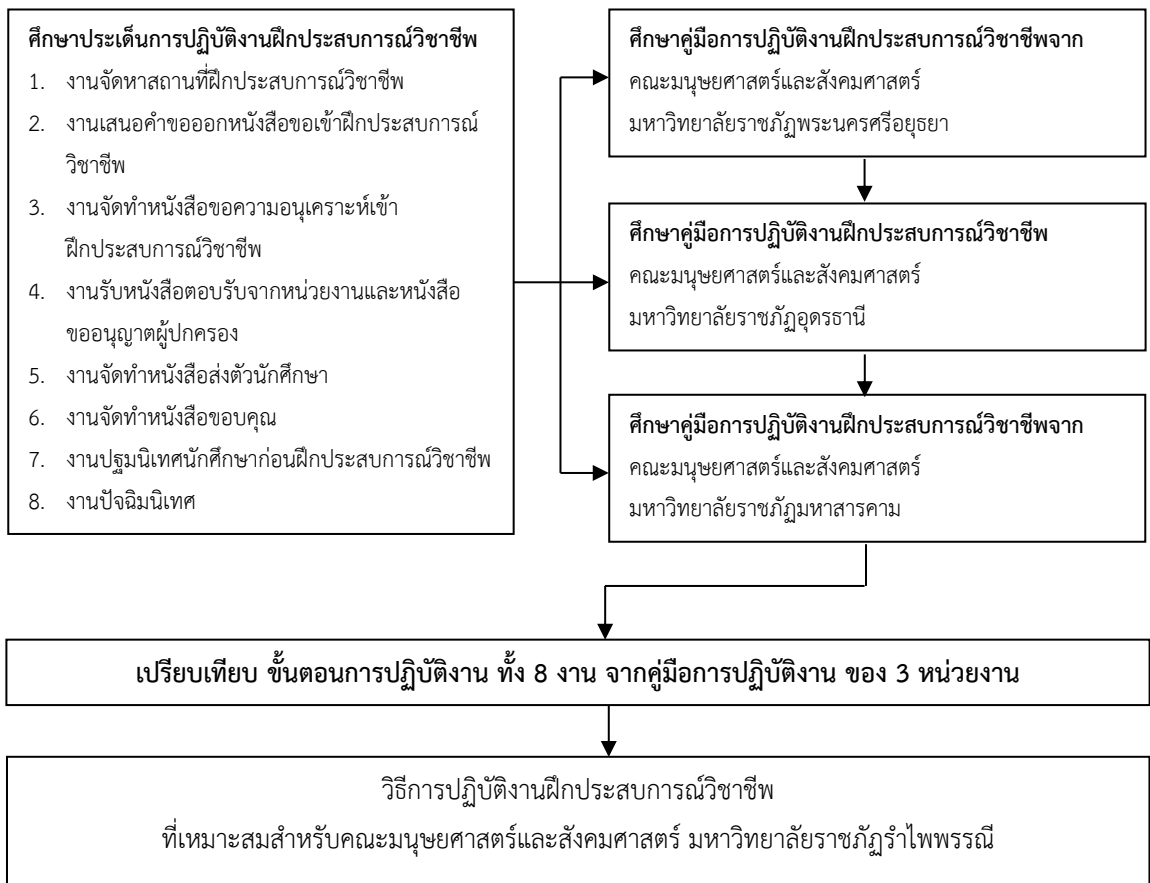 ศึกษาประเด็นการปฏิบัติงานฝึกประสบการณ์วิชาชีพ
1. งานจัดหาสถานที่ฝึกประสบการณ์วิชาชีพ
2. งานเสนอคำขอออกหนังสือขอเข้าฝึกประสบการณ์
วิชาชีพ
3. งานจัดทำหนังสือขอความอนุเคราะห์เข้า
ฝึกประสบการณ์วิชาชีพ
4. งานรับหนังสือตอบรับจากหน่วยงานและหนังสือ
ขออนุญาตผู้ปกครอง
5. งานจัดทำหนังสือส่งตัวนักศึกษา
6. งานจัดทำหนังสือขอบคุณ
7. งานปฐมนิเทศนักศึกษาก่อนฝึกประสบการณ์วิชาชีพ
8. งานปัจฉิมนิเทศ
ศึกษาคู่มือการปฏิบัติงานฝึกประสบการณ์วิชาชีพจาก
คณะมนุษยศาสตร์และสังคมศาสตร์
มหาวิทยาลัยราชภัฏพระนครศรีอยุธยา
ศึกษาคู่มือการปฏิบัติงานฝึกประสบการณ์วิชาชีพ
คณะมนุษยศาสตร์และสังคมศาสตร์
มหาวิทยาลัยราชภัฏอุดรธานี
ศึกษาคู่มือการปฏิบัติงานฝึกประสบการณ์วิชาชีพจาก
คณะมนุษยศาสตร์และสังคมศาสตร์
มหาวิทยาลัยราชภัฏมหาสารคาม
เปรียบเทียบ ขั้นตอนการปฏิบัติงาน ทั้ง 8 งาน จากคู่มือการปฏิบัติงาน ของ 3 หน่วยงาน
วิธีการปฏิบัติงานฝึกประสบการณ์วิชาชีพ
ที่เหมาะสมสำหรับคณะมนุษยศาสตร์และสังคมศาสตร์ มหาวิทยาลัยราชภัฏรำไพพรรณี